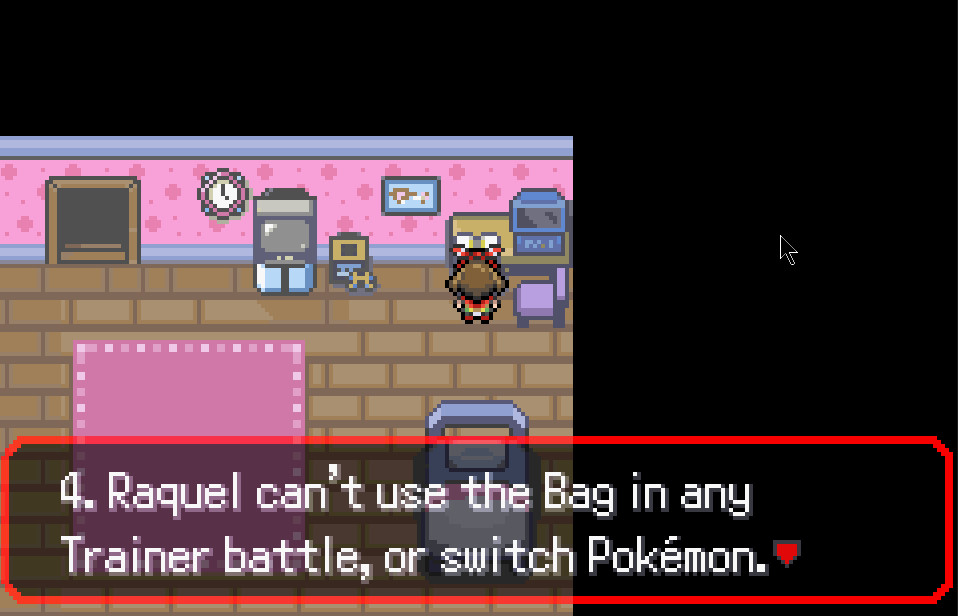 4. Raquel can't use the Bag in any
Trainer battle, or switch Pokémon.